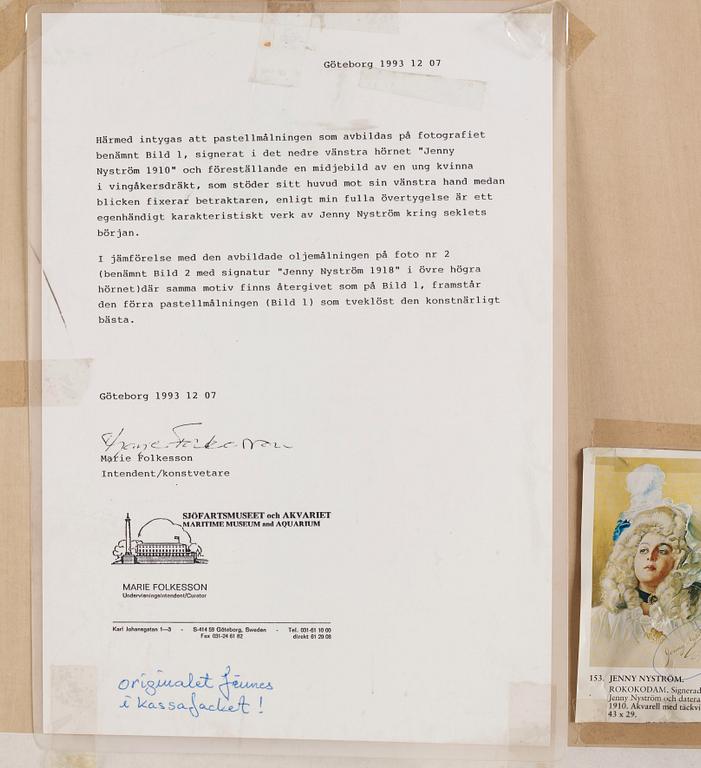 Göteborg 1993 12 07
Härmed intygas att pastellmålningen som avbildas på fotografiet
benämnt Bild 1, signerat i det nedre vänstra hörnet "Jenny
Nyström 1910" och föreställande en midjebild av en ung kvinna
i vingåkersdräkt, som stöder sitt huvud mot sin vänstra hand medan
blicken fixerar betraktaren, enligt min fulla övertygelse är ett
egenhändigt karakteristiskt verk av Jenny Nyström kring seklets
början.
I jämförelse med den avbildade oljemålningen på foto nr 2
(benämnt Bild 2 med signatur "Jenny Nyström 1918" i övre högra
hörnet)där samma motiv finns återgivet som på Bild 1, framstår
den förra pastellmålningen (Bild 1) som tveklöst den konstnärligt
bästa.
Göteborg 1993 12 07
Marie Folkesson
Marie Folkesson
Intendent/konstvetare
SJÖFARTSMUSEET och AKVARIET
MARITIME MUSEUM and AQUARIUM
MARIE FOLKESSON
Undervisningsintendent/Curator
Karl Johansgatan 1—3 - S-414 59 Göteborg, Sweden - Tel. 031-61 10 00
Fax 031-24 61 82 direkt 61 29 08
originalet finnes
i kassafacket!
153. JENNY NYSTRÖM.
ROKOKODAM. Signerad
Jenny Nyström och datera
1910. Akvarell med täckvi
43 x 29.